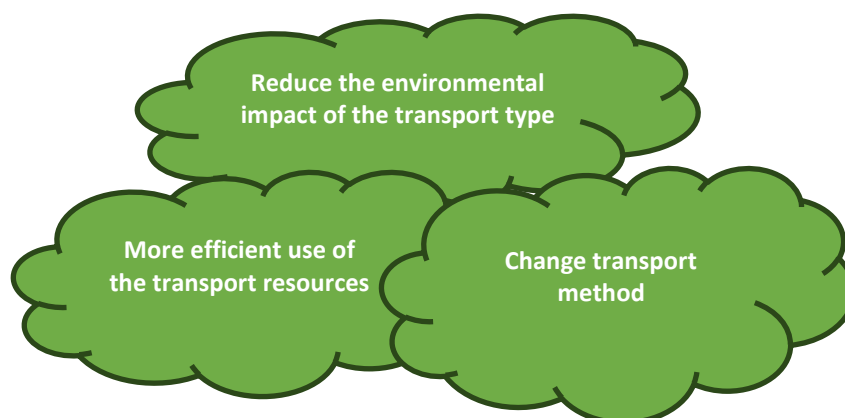 Reduce the environmental
impact of the transport type
More efficient use of
the transport resources
Change transport
method